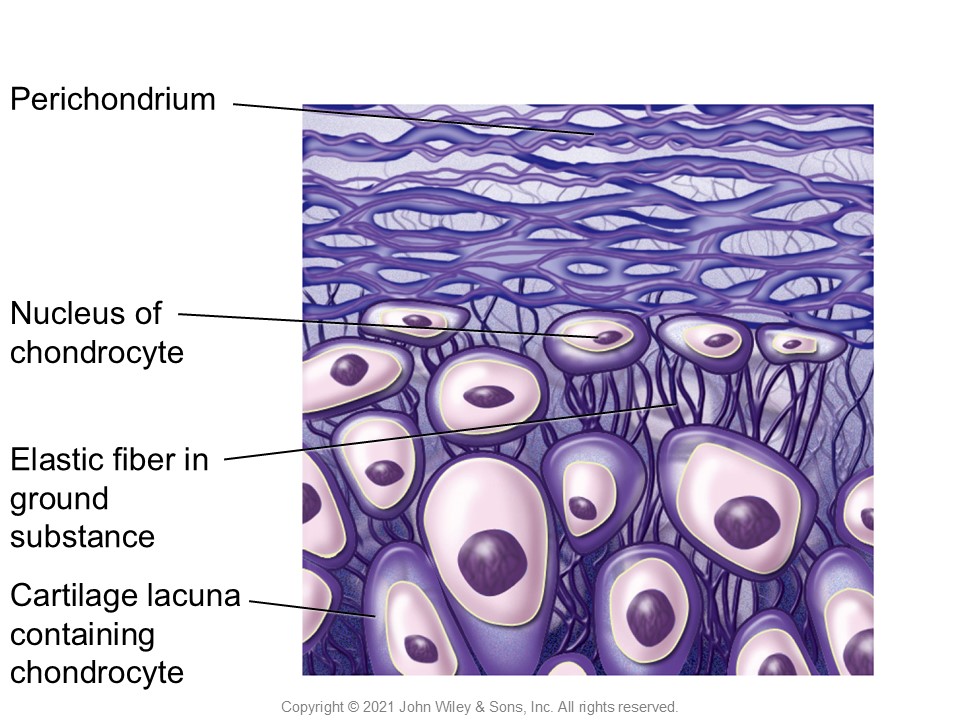 Perichondrium
Nucleus of
chondrocyte
Elastic fiber in
ground
substance
Cartilage lacuna
containing
chondrocyte
Copyright © 2021 John Wiley & Sons, Inc. All rights reserved.